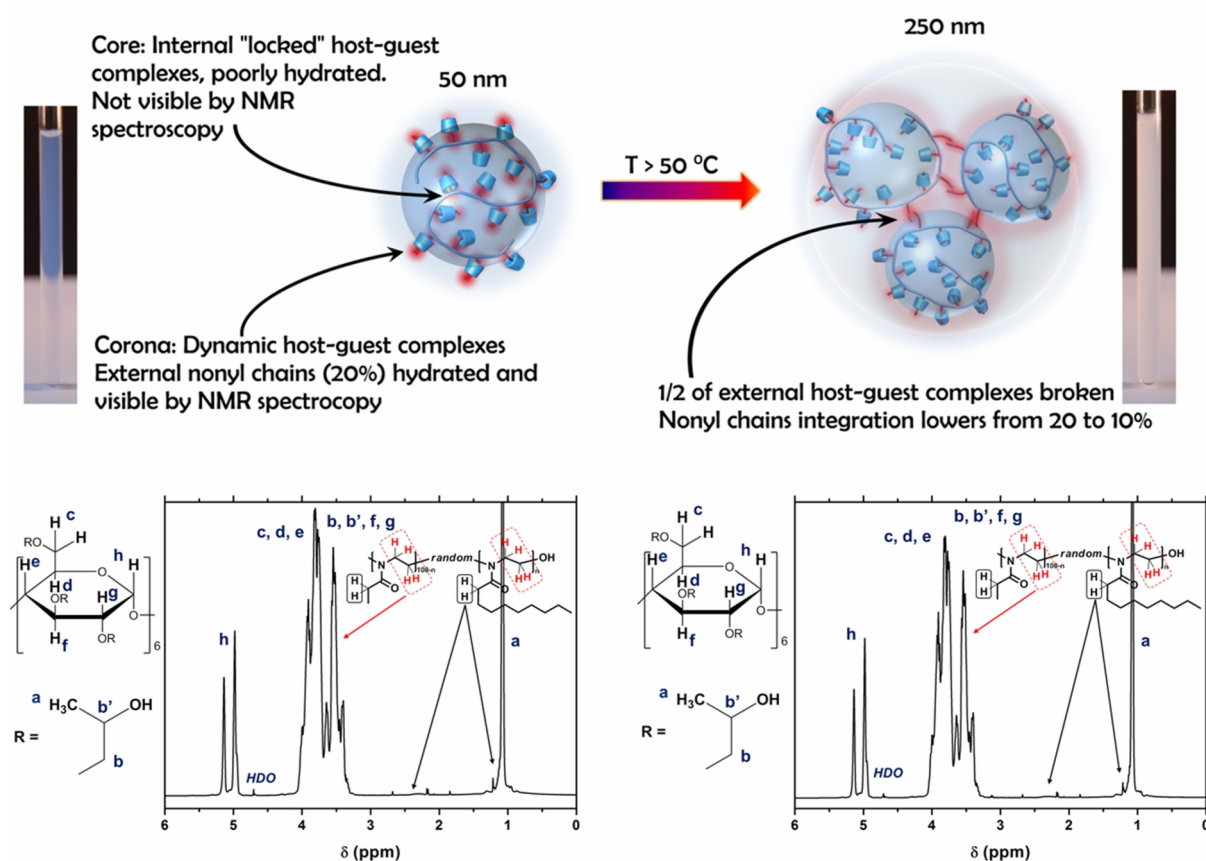 Core: Internal "locked" host-guest
complexes, poorly hydrated.
Not visible by NMR
spectroscopy
50 nm
250 nm
T > 50 °C
Corona: Dynamic host-guest complexes
External nonyl chains (20%) hydrated and
visible by NMR spectrocopy
1/2 of external host-guest complexes broken
Nonyl chains integration lowers from 20 to 10%
c
H
RO
H
H e
h
H
O
H d
H g
OR
O
H f
OR
6
a
H₃C
b'
OH
R =
b
h
HDO
c, d, e
b, b', f, g
H
H
H
H
N
100-n
random
N
n
OH
H
H
O
H
H
O
H
H
H
H
a
6
5
4
3
2
1
0
δ (ppm)
c
H
RO
H
H e
h
H
O
H d
H g
OR
O
H f
OR
6
a
H₃C
b'
OH
R =
b
h
HDO
c, d, e
b, b', f, g
H
H
H
H
N
100-n
random
N
n
OH
H
H
O
H
H
O
H
H
H
H
a
6
5
4
3
2
1
0
δ (ppm)